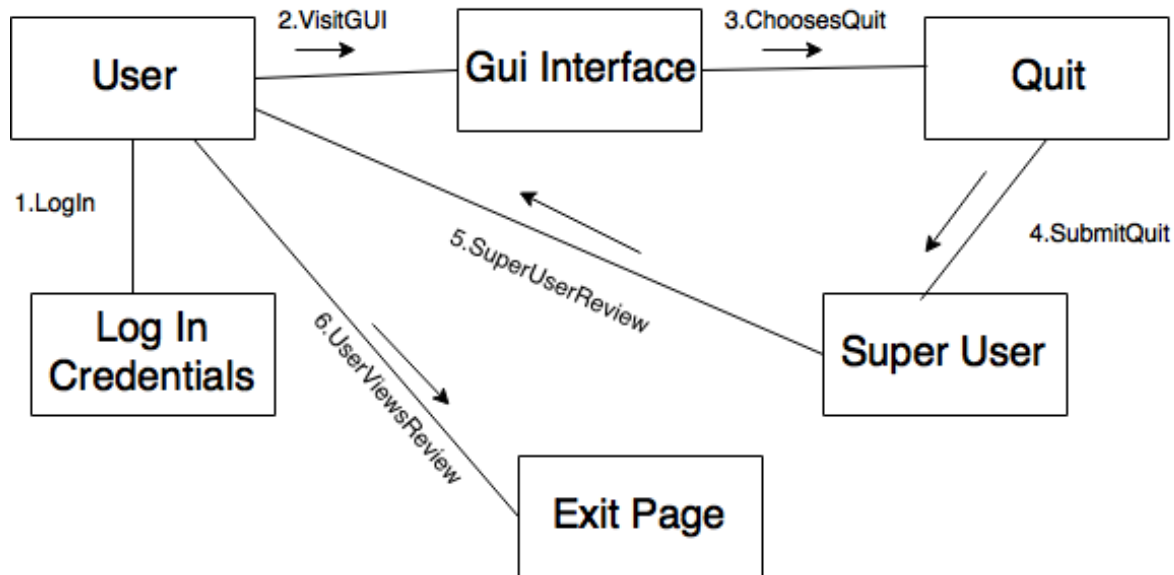 2.VisitGUI
3.ChoosesQuit
User
Gui Interface
Quit
1.LogIn
5.SuperUserReview
4.SubmitQuit
Log In
Credentials
6.UserViewsReview
Super User
Exit Page